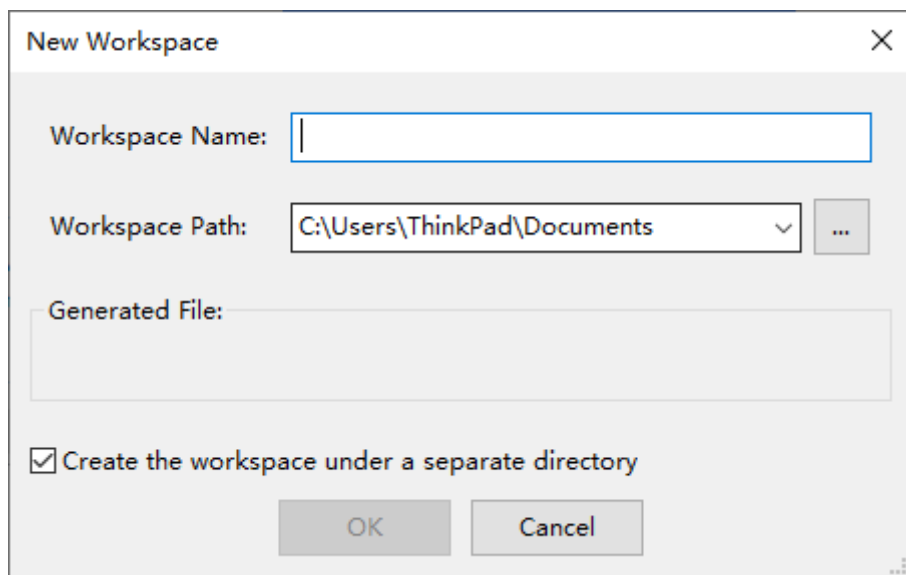 New Workspace
Workspace Name:
Workspace Path: C:\Users\ThinkPad\Documents ...
Generated File:
Create the workspace under a separate directory
OK Cancel